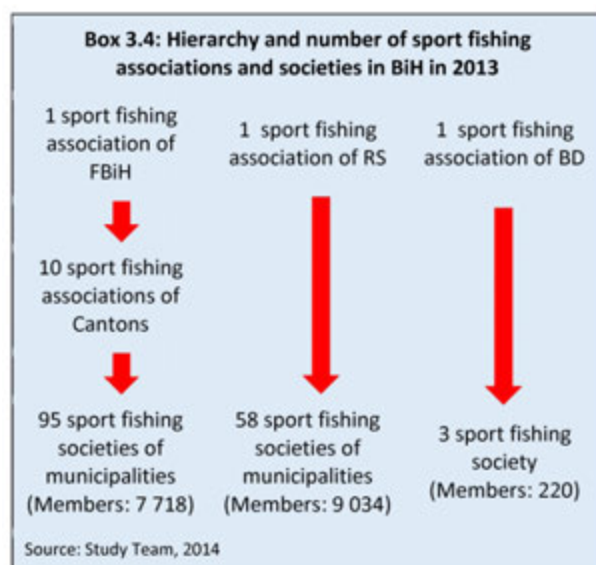 Box 3.4: Hierarchy and number of sport fishing
associations and societies in BiH in 2013
1 sport fishing
association of
FBiH
10 sport fishing
associations of
Cantons
95 sport fishing
societies of
municipalities
(Members: 7 718)
1 sport fishing
association of RS
58 sport fishing
societies of
municipalities
(Members: 9 034)
1 sport fishing
association of BD
3 sport fishing
society
(Members: 220)
Source: Study Team, 2014